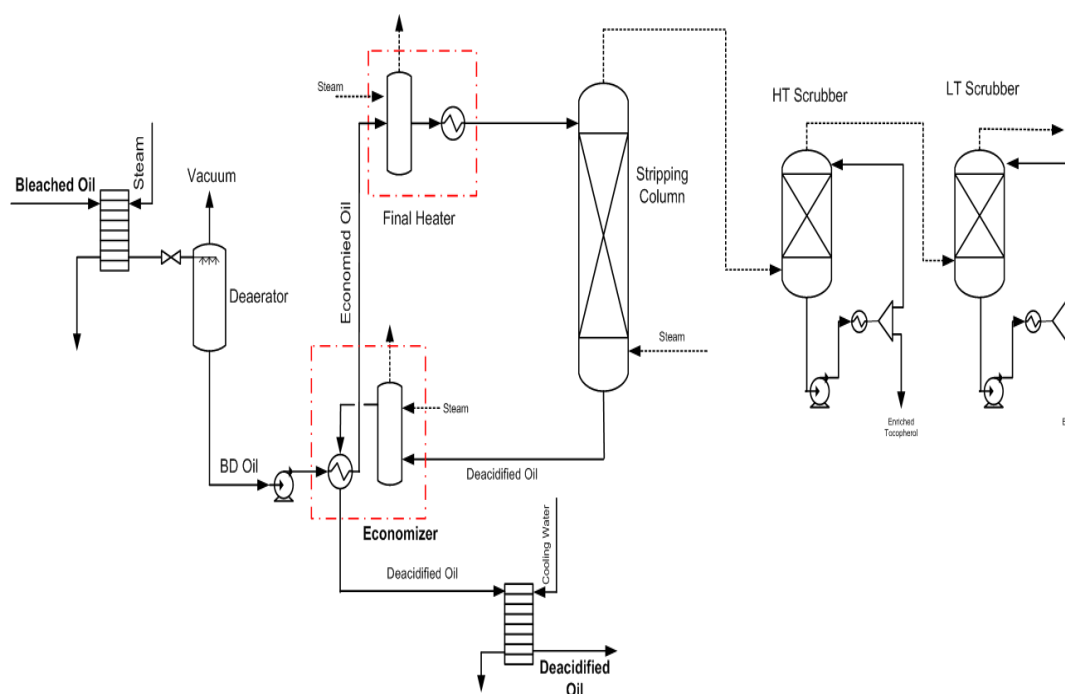 Steam
HT Scrubber
LT Scrubber
Bleached Oil
Steam
Vacuum
Stripping
Column
Final Heater
Economied Oil
Deaerator
Steam
Steam
Enriched
Tocopherol
BD Oil
Deacidified Oil
Economizer
Deacidified Oil
Cooling Water
Deacidified
Oil